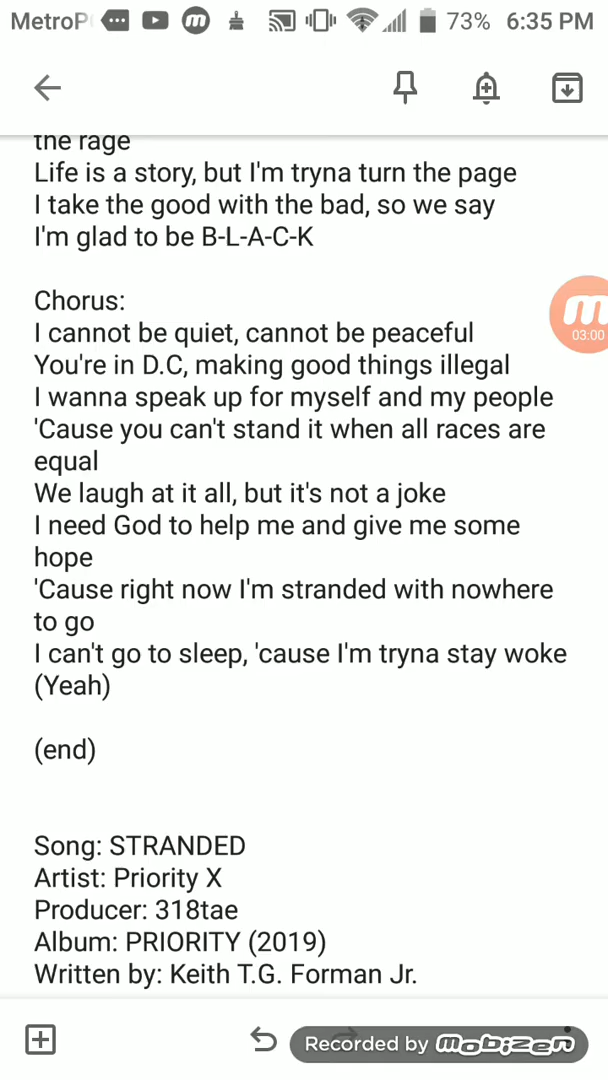 MetroP 73% 6:35 PM
the rage
Life is a story, but I'm tryna turn the page
I take the good with the bad, so we say
I'm glad to be B-L-A-C-K
Chorus:
I cannot be quiet, cannot be peaceful
03:00
You're in D.C, making good things illegal
I wanna speak up for myself and my people
'Cause you can't stand it when all races are
equal
We laugh at it all, but it's not a joke
I need God to help me and give me some
hope
'Cause right now I'm stranded with nowhere
to go
I can't go to sleep, 'cause I'm tryna stay woke
(Yeah)
(end)
Song: STRANDED
Artist: Priority X
Producer: 318tae
Album: PRIORITY (2019)
Written by: Keith T.G. Forman Jr.
Recorded by mobizen